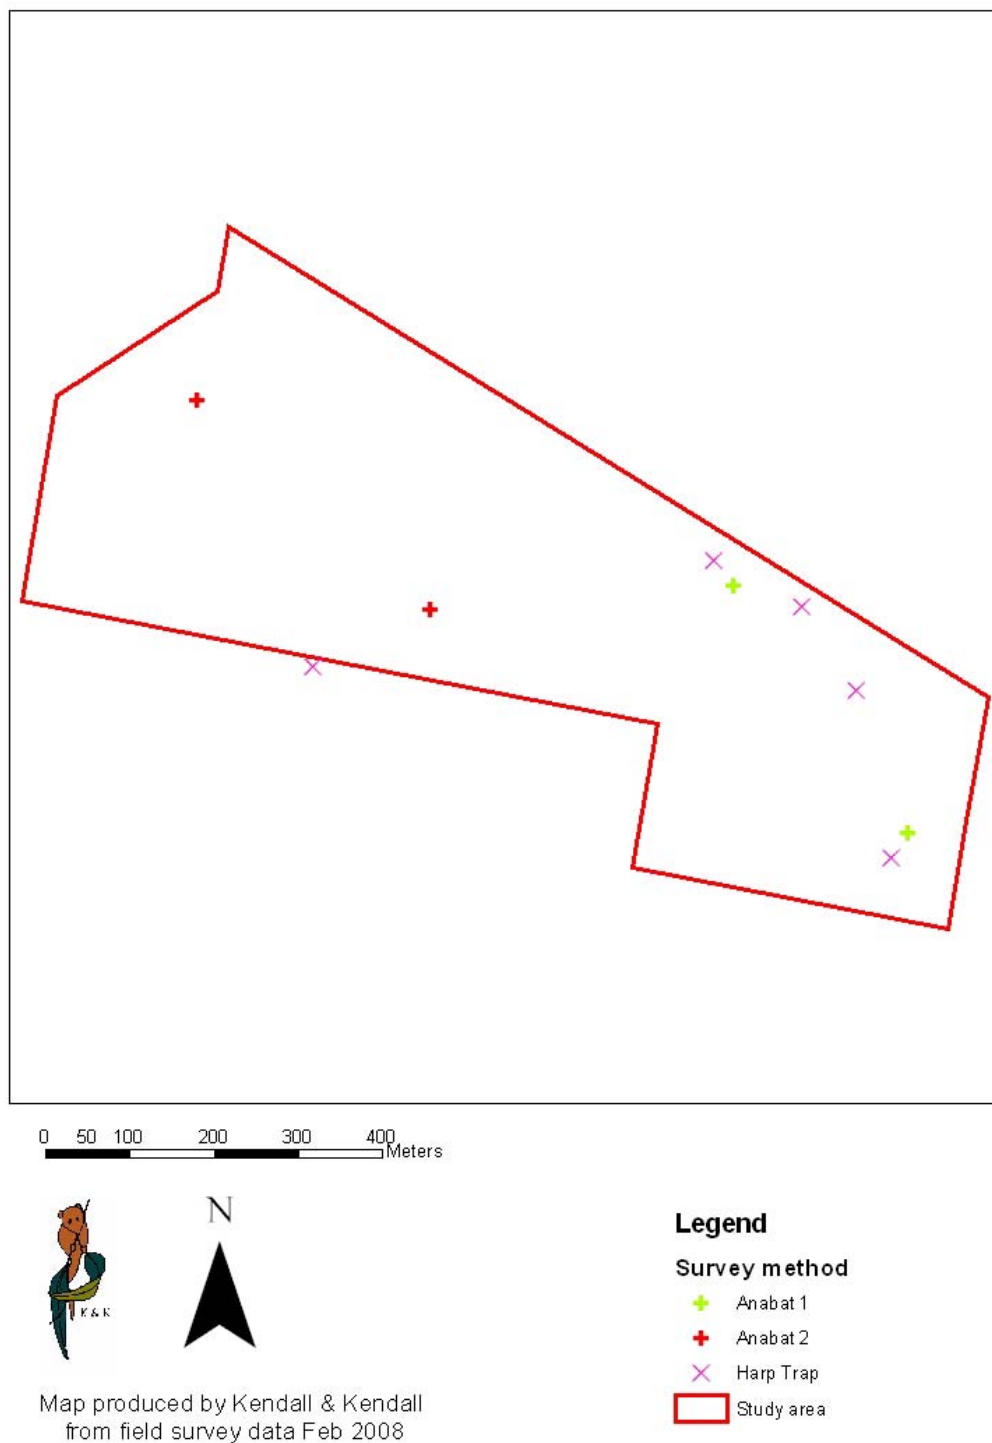 0 50 100 200 300 400
Meters
N
K & K
Map produced by Kendall & Kendall
from field survey data Feb 2008
Legend
Survey method
Anabat 1
Anabat 2
Harp Trap
Study area